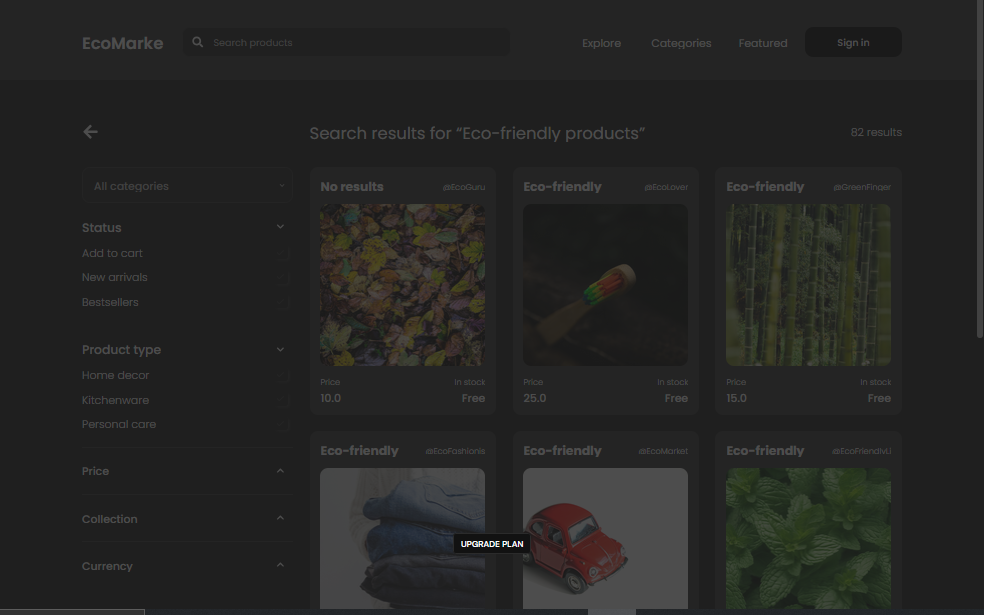 EcoMarke
Search products
Explore
Categories
Featured
Sign in
Search results for “Eco-friendly products”
82 results
All categories
Status
Add to cart
New arrivals
Bestsellers
Product type
Home decor
Kitchenware
Personal care
Price
Collection
Currency
No results
@EcoGuru
Price
In stock
10.0
Free
Eco-friendly
@EcoLover
Price
In stock
25.0
Free
Eco-friendly
@GreenFinger
Price
In stock
15.0
Free
Eco-friendly
@EcoFashionis
Eco-friendly
@EcoMarket
Eco-friendly
UPGRADE PLAN